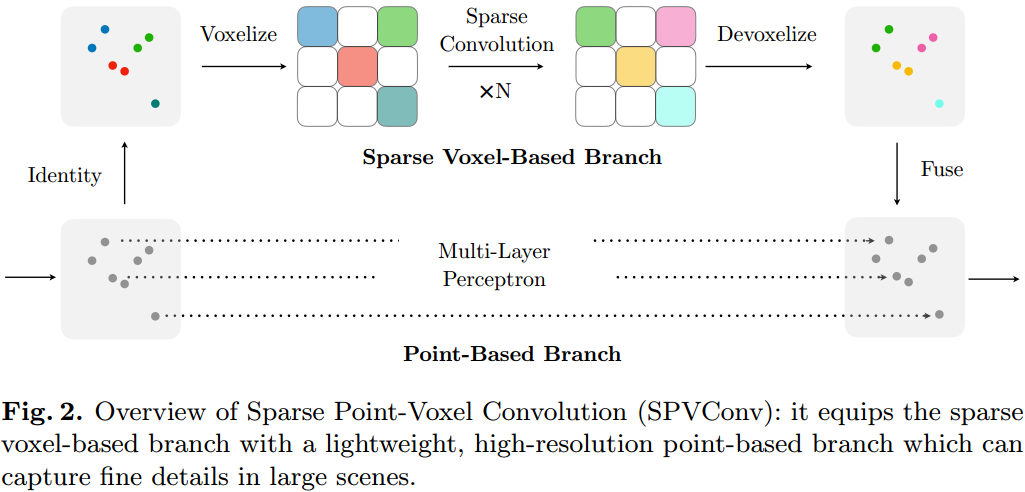 Voxelize
Sparse
Convolution
×N
Devoxelize
Sparse Voxel-Based Branch
Identity
Fuse
Multi-Layer
Perceptron
Point-Based Branch
Fig. 2. Overview of Sparse Point-Voxel Convolution (SPVConv): it equips the sparse
voxel-based branch with a lightweight, high-resolution point-based branch which can
capture fine details in large scenes.